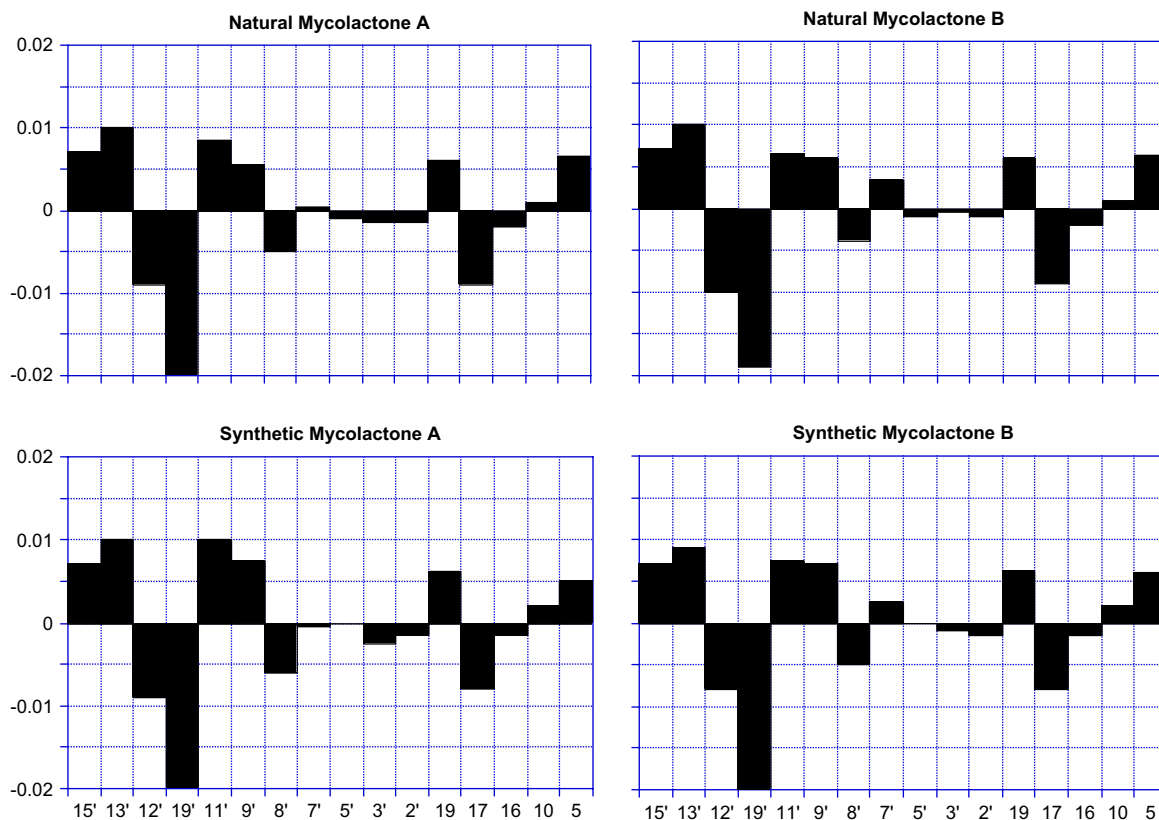 Natural Mycolactone A
Natural Mycolactone B
0.02
0.01
0
-0.01
-0.02
Synthetic Mycolactone A
Synthetic Mycolactone B
0.02
0.01
0
-0.01
-0.02
15' 13' 12' 19' 11' 9' 8' 7' 5' 3' 2' 19 17 16 10 5
15' 13' 12' 19' 11' 9' 8' 7' 5' 3' 2' 19 17 16 10 5